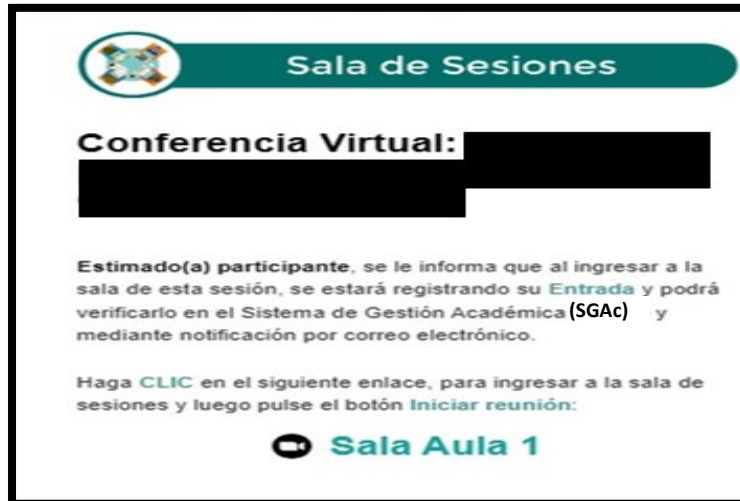 Sala de Sesiones
Conferencia Virtual:
Estimado(a) participante, se le informa que al ingresar a la
sala de esta sesión, se estará registrando su Entrada y podrá
verificarlo en el Sistema de Gestión Académica (SGAc) y
mediante notificación por correo electrónico.
Haga CLIC en el siguiente enlace, para ingresar a la sala de
sesiones y luego pulse el botón Iniciar reunión:
Sala Aula 1